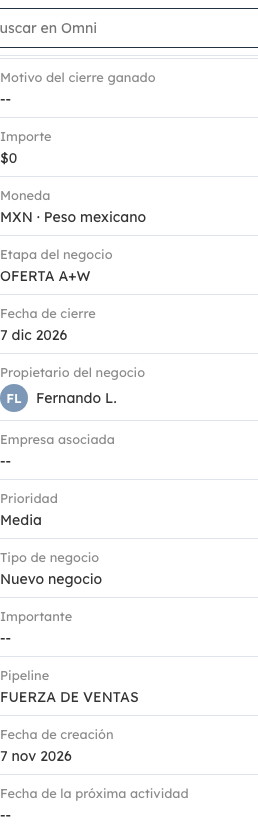 uscar en Omni
Motivo del cierre ganado
--
Importe
$0
Moneda
MXN · Peso mexicano
Etapa del negocio
OFERTA A+W
Fecha de cierre
7 dic 2026
Propietario del negocio
FL Fernando L.
Empresa asociada
--
Prioridad
Media
Tipo de negocio
Nuevo negocio
Importante
--
Pipeline
FUERZA DE VENTAS
Fecha de creación
7 nov 2026
Fecha de la próxima actividad
--